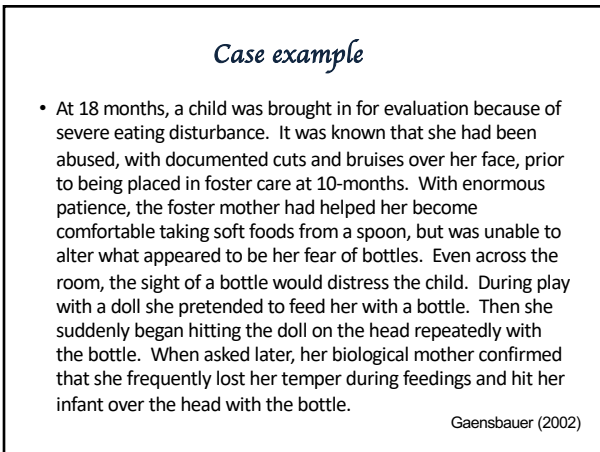 Case example
• At 18 months, a child was brought in for evaluation because of
severe eating disturbance. It was known that she had been
abused, with documented cuts and bruises over her face, prior
to being placed in foster care at 10-months. With enormous
patience, the foster mother had helped her become
comfortable taking soft foods from a spoon, but was unable to
alter what appeared to be her fear of bottles. Even across the
room, the sight of a bottle would distress the child. During play
with a doll she pretended to feed her with a bottle. Then she
suddenly began hitting the doll on the head repeatedly with
the bottle. When asked later, her biological mother confirmed
that she frequently lost her temper during feedings and hit her
infant over the head with the bottle.
Gaensbauer (2002)